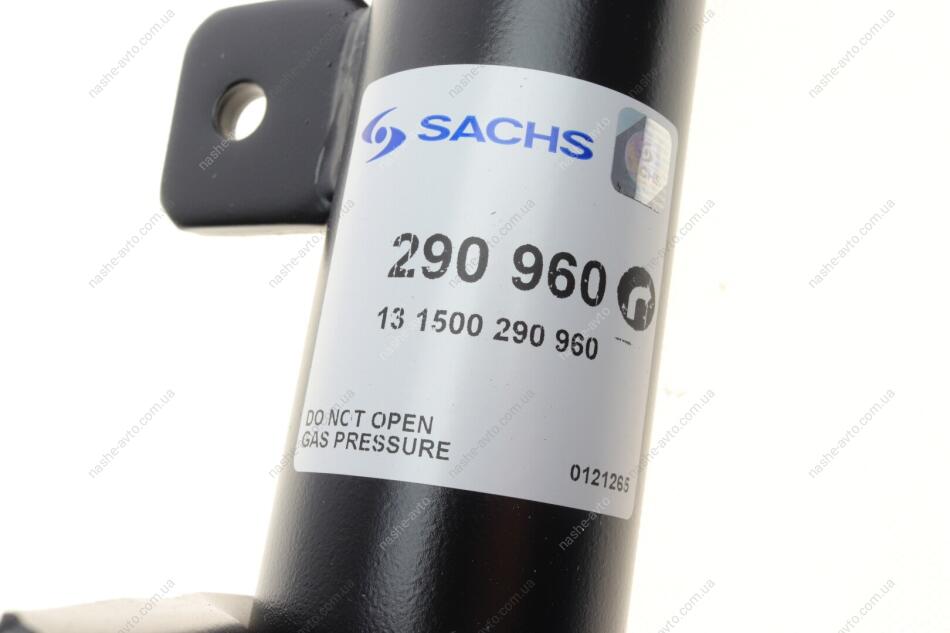 SACHS
290 960
13 1500 290 960
DO NOT OPEN
GAS PRESSURE
0121265
nashe-avto.com.ua